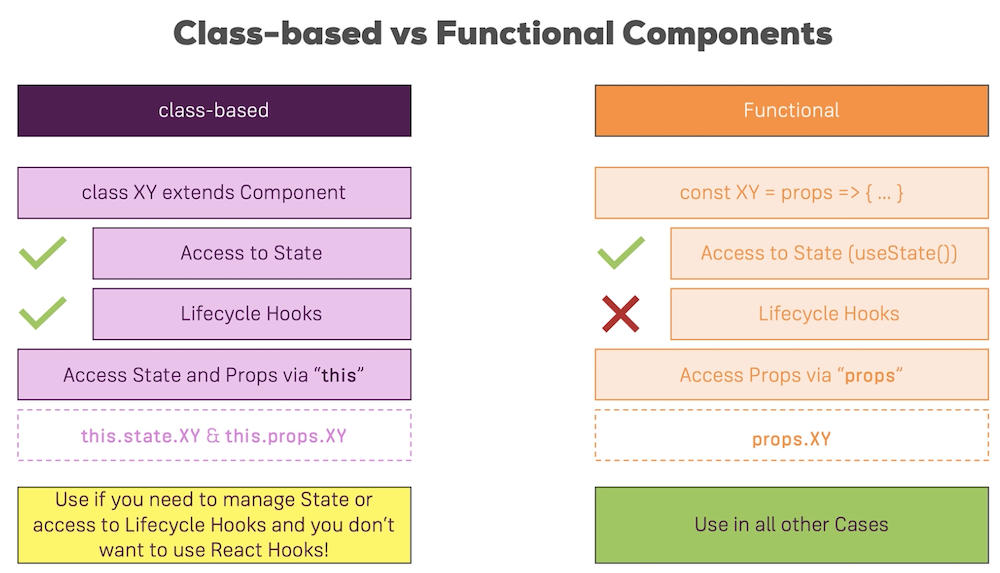 Class-based vs Functional Components
class-based
Functional
class XY extends Component
const XY = props => { ... }
Access to State
Access to State (useState())
Lifecycle Hooks
Lifecycle Hooks
Access State and Props via “this”
Access Props via “props”
this.state.XY & this.props.XY
props.XY
Use if you need to manage State or
access to Lifecycle Hooks and you don’t
want to use React Hooks!
Use in all other Cases